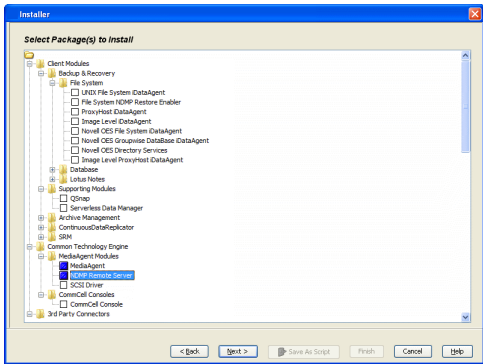 Installer
Select Package(s) to Install
Client Modules
Backup & Recovery
File System
UNIX File System iDataAgent
File System NDMP Restore Enabler
ProxyHost iDataAgent
Image Level iDataAgent
Novell OES File System iDataAgent
Novell OES Groupwise DataBase iDataAgent
Novell OES Directory Services
Image Level ProxyHost iDataAgent
Database
Lotus Notes
Supporting Modules
QSnap
Serverless Data Manager
Archive Management
ContinuousDataReplicator
SRM
Common Technology Engine
MediaAgent Modules
MediaAgent
NDMP Remote Server
SCSI Driver
CommCell Consoles
CommCell Console
3rd Party Connectors
< Back Next > Save As Script Finish Cancel Help